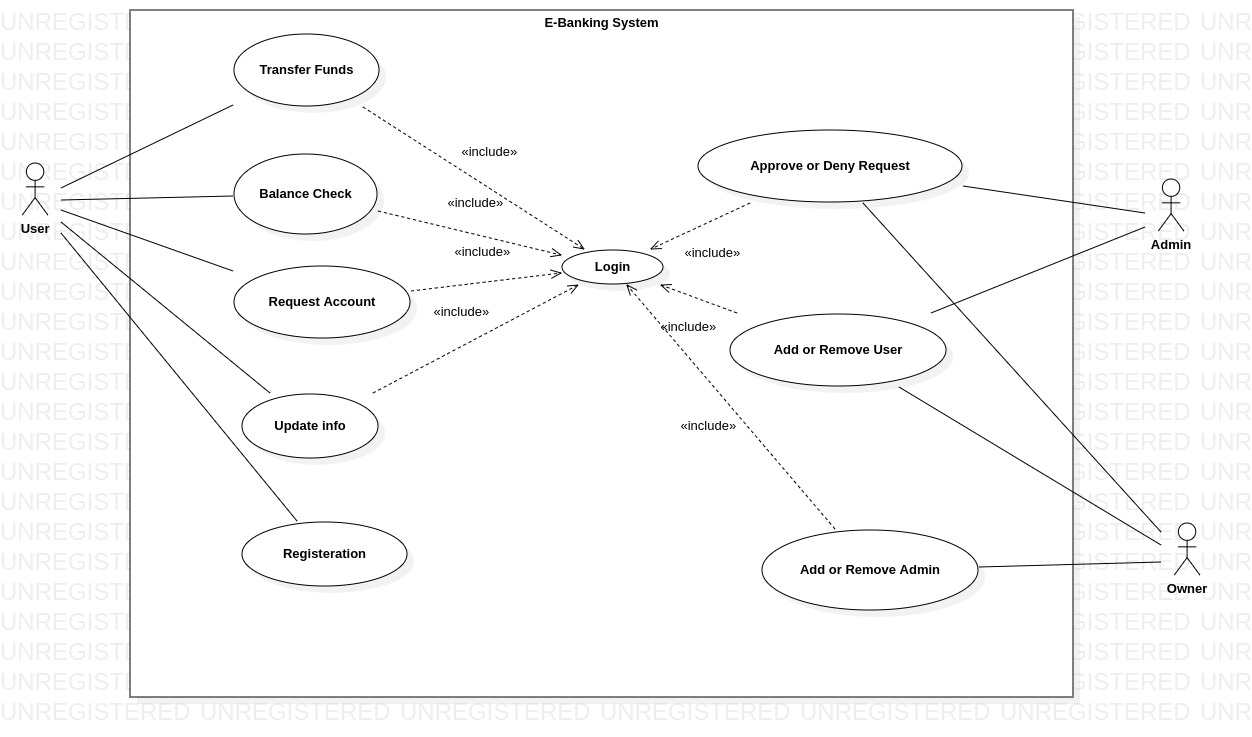 E-Banking System
Transfer Funds
«include»
Approve or Deny Request
Balance Check
«include»
User
Admin
«include»
«include»
Login
Request Account
«include»
«include»
Add or Remove User
Update info
«include»
Registeration
Add or Remove Admin
Owner
UNREGISTERED UNREGISTERED UNREGISTERED UNREGISTERED UNREGISTERED UNREGISTERED UNR